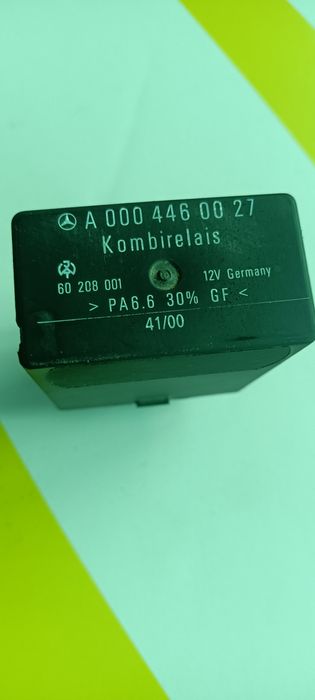 A 000 446 00 27
Kombirelais
60 208 001
12V Germany
> PA6.6 30% GF <
41/00